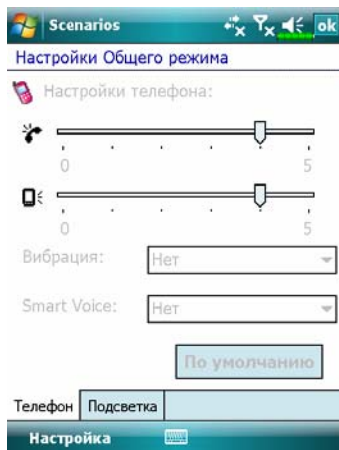 Scenarios ok
Настройки Общего режима
Настройки телефона:
0 5
0 5
Вибрация: Нет
Smart Voice: Нет
По умолчанию
Телефон Подсветка
Настройка